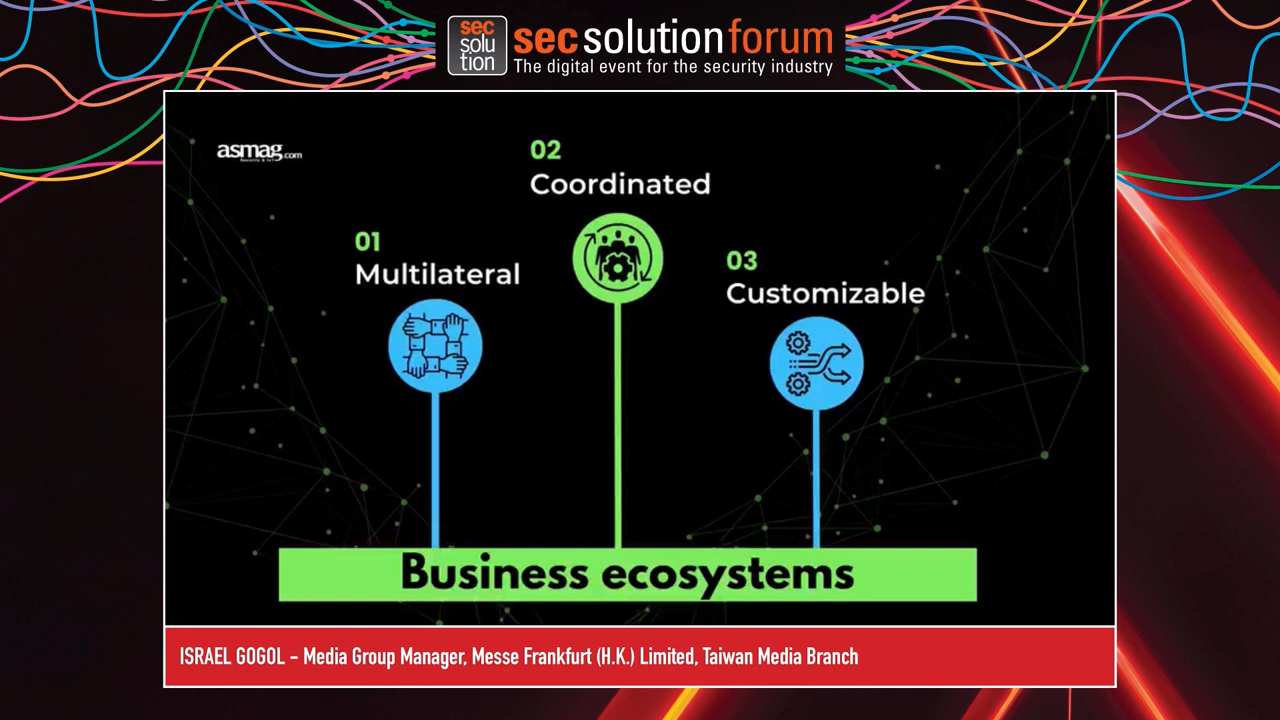 sec
solu
tion
secsolutionforum
The digital event for the security industry
asmag.com
02
Coordinated
01
Multilateral
03
Customizable
Business ecosystems
ISRAEL GOGOL - Media Group Manager, Messe Frankfurt (H.K.) Limited, Taiwan Media Branch